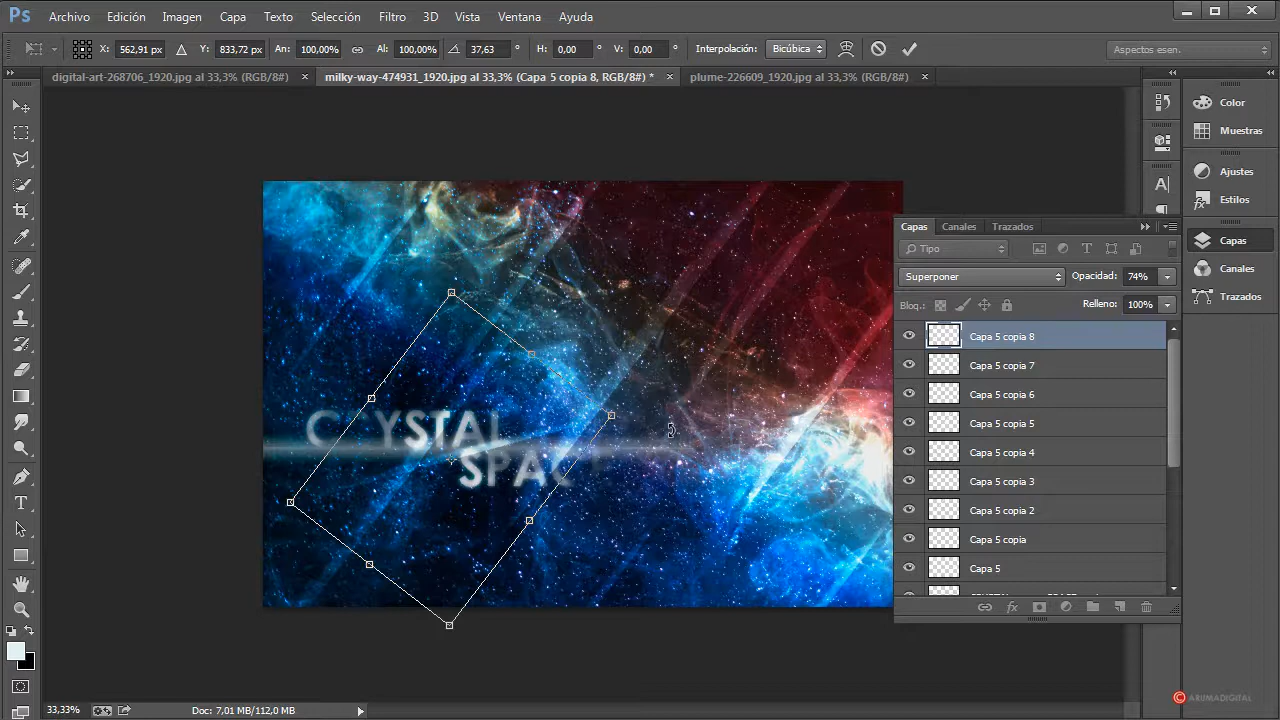 Ps Archivo Edición Imagen Capa Texto Selección Filtro 3D Vista Ventana Ayuda
X: 562,91 px Y: 833,72 px An: 100,00% Al: 100,00% 37,63 ° H: 0,00 ° V: 0,00 ° Interpolación: Bicúbica Aspectos esen.
digital-art-268706_1920.jpg al 33,3% (RGB/8#) × milky-way-474931_1920.jpg al 33,3% (Capa 5 copia 8, RGB/8#) * × plume-226609_1920.jpg al 33,3% (RGB/8#) ×
Color
Muestras
Ajustes
Estilos
Capas
Canales
Trazados
Capas Canales Trazados
Tipo
Superponer Opacidad: 74%
Bloq.: Relleno: 100%
Capa 5 copia 8
Capa 5 copia 7
Capa 5 copia 6
Capa 5 copia 5
Capa 5 copia 4
Capa 5 copia 3
Capa 5 copia 2
Capa 5 copia
Capa 5
CRYSTAL
SPACE
33,33% Doc: 7,01 MB/112,0 MB
© ARUMADIGITAL